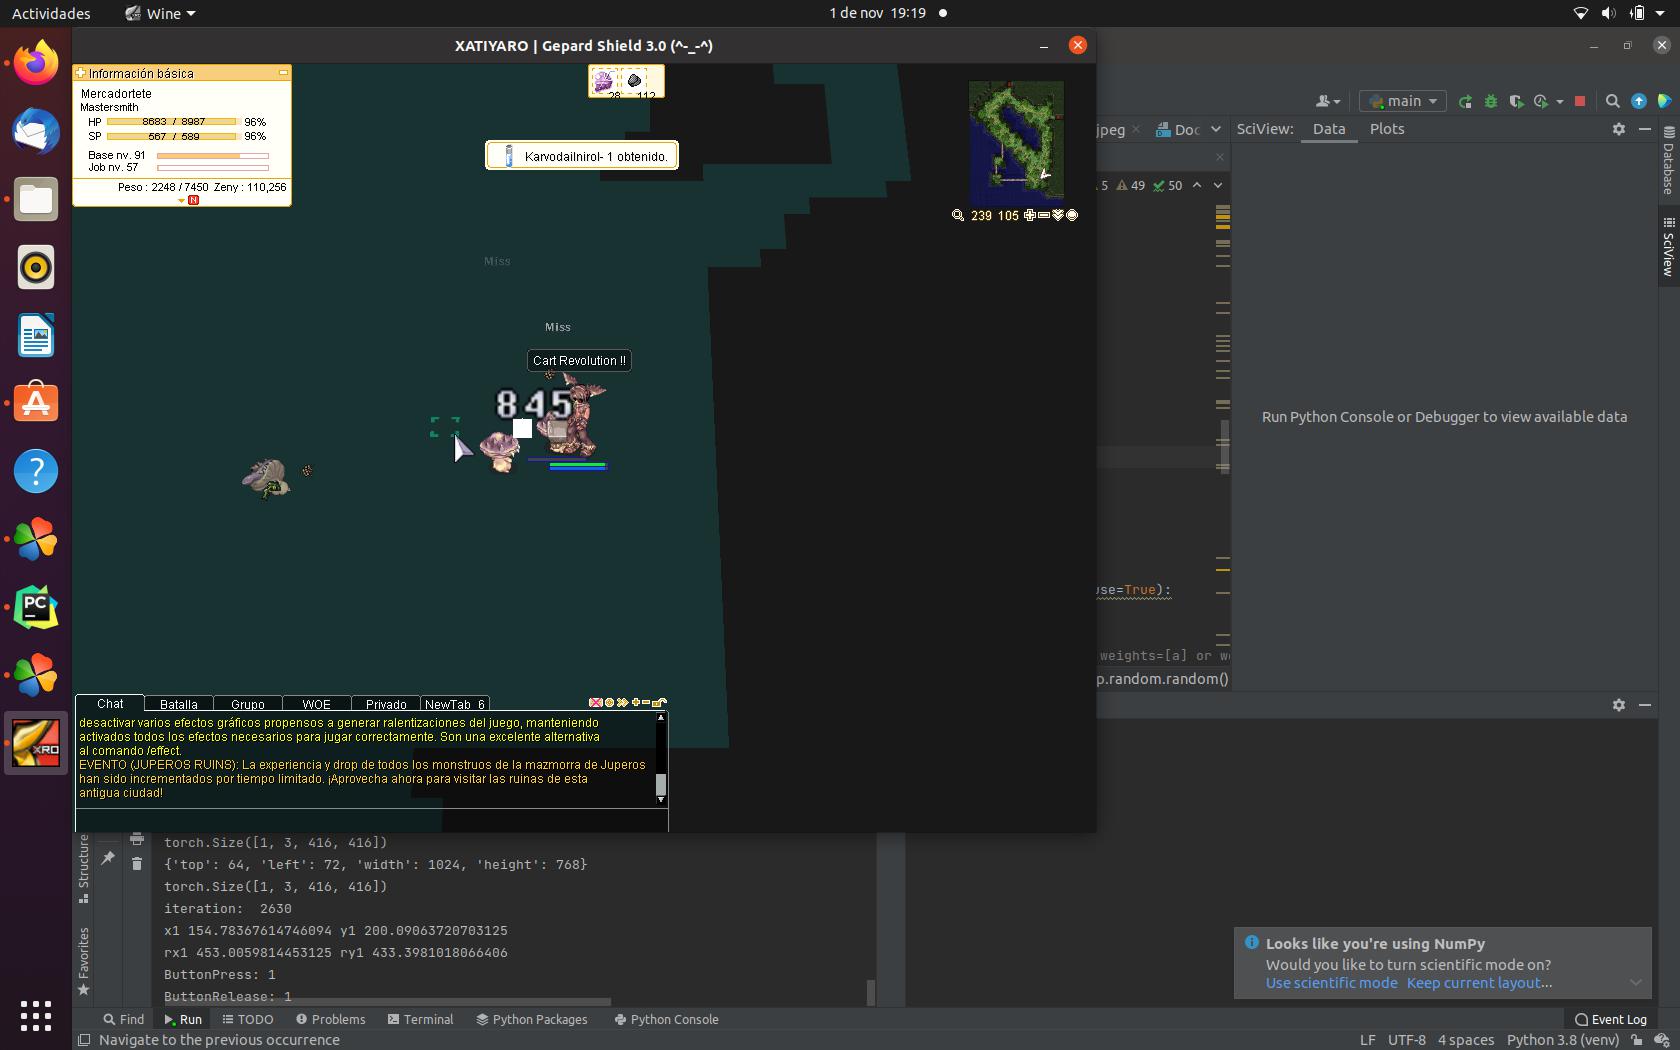 Actividades
Wine
1 de nov 19:19
XATIYARO | Gepard Shield 3.0 (^-_-^)
Información básica
Mercadortete
Mastersmith
HP 8683 / 8987 96%
SP 567 / 589 96%
Base nv. 91
Job nv. 57
Peso : 2248 / 7450 Zeny : 110,256
N
28 112
Karvodailnirol- 1 obtenido.
239 105
Miss
Miss
Cart Revolution !!
845
Chat Batalla Grupo WOE Privado NewTab_6
desactivar varios efectos gráficos propensos a generar ralentizaciones del juego, manteniendo
activados todos los efectos necesarios para jugar correctamente. Son una excelente alternativa
al comando /effect.
EVENTO (JUPEROS RUINS): La experiencia y drop de todos los monstruos de la mazmorra de Juperos
han sido incrementados por tiempo limitado. ¡Aprovecha ahora para visitar las ruinas de esta
antigua ciudad!
main
jpeg Doc
SciView: Data Plots
5 49 50
Database
SciView
Run Python Console or Debugger to view available data
use=True):
weights=[a] or w
p.random.random()
PC
XRO
Structure
Favorites
torch.Size([1, 3, 416, 416])
{'top': 64, 'left': 72, 'width': 1024, 'height': 768}
torch.Size([1, 3, 416, 416])
iteration: 2630
x1 154.78367614746094 y1 200.09063720703125
rx1 453.0059814453125 ry1 433.3981018066406
ButtonPress: 1
ButtonRelease: 1
Looks like you're using NumPy
Would you like to turn scientific mode on?
Use scientific mode Keep current layout...
Find Run TODO Problems Terminal Python Packages Python Console
Event Log
Navigate to the previous occurrence
LF UTF-8 4 spaces Python 3.8 (venv)